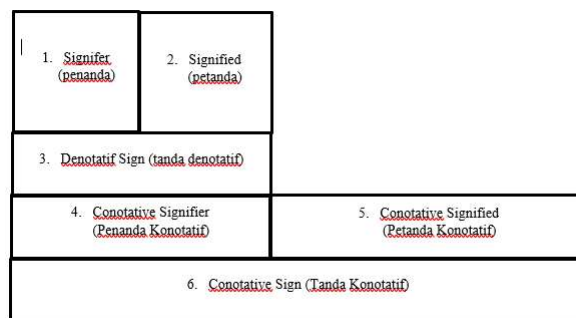 1. Signifer
(penanda)
2. Signified
(petanda)
3. Denotatif Sign (tanda denotatif)
4. Conotative Signifier
(Penanda Konotatif)
5. Conotative Signified
(Petanda Konotatif)
6. Conotative Sign (Tanda Konotatif)